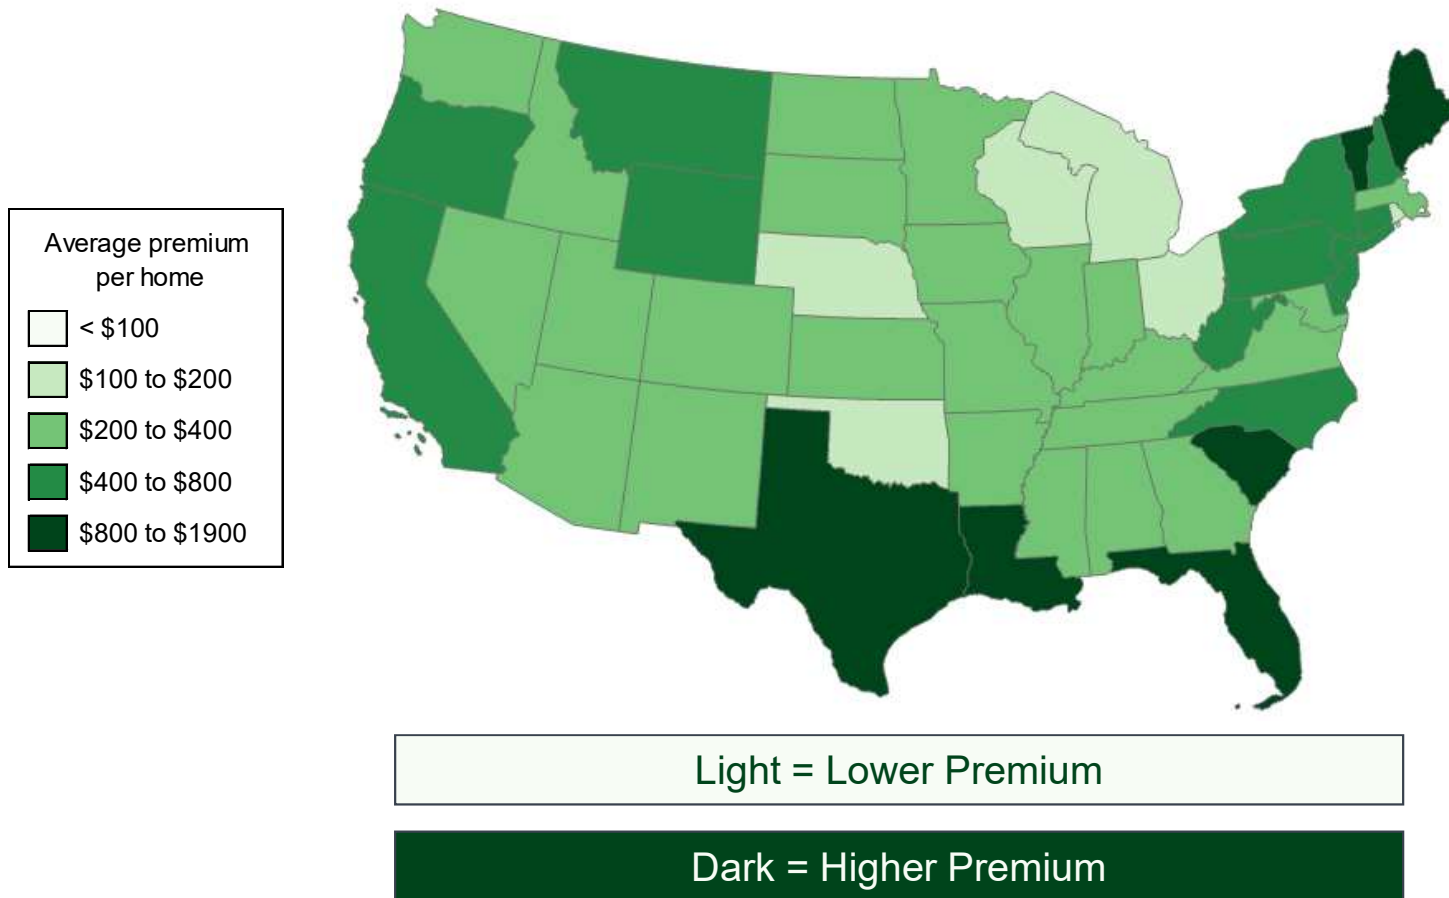 Average premium
per home
< $100
$100 to $200
$200 to $400
$400 to $800
$800 to $1900
Light = Lower Premium
Dark = Higher Premium